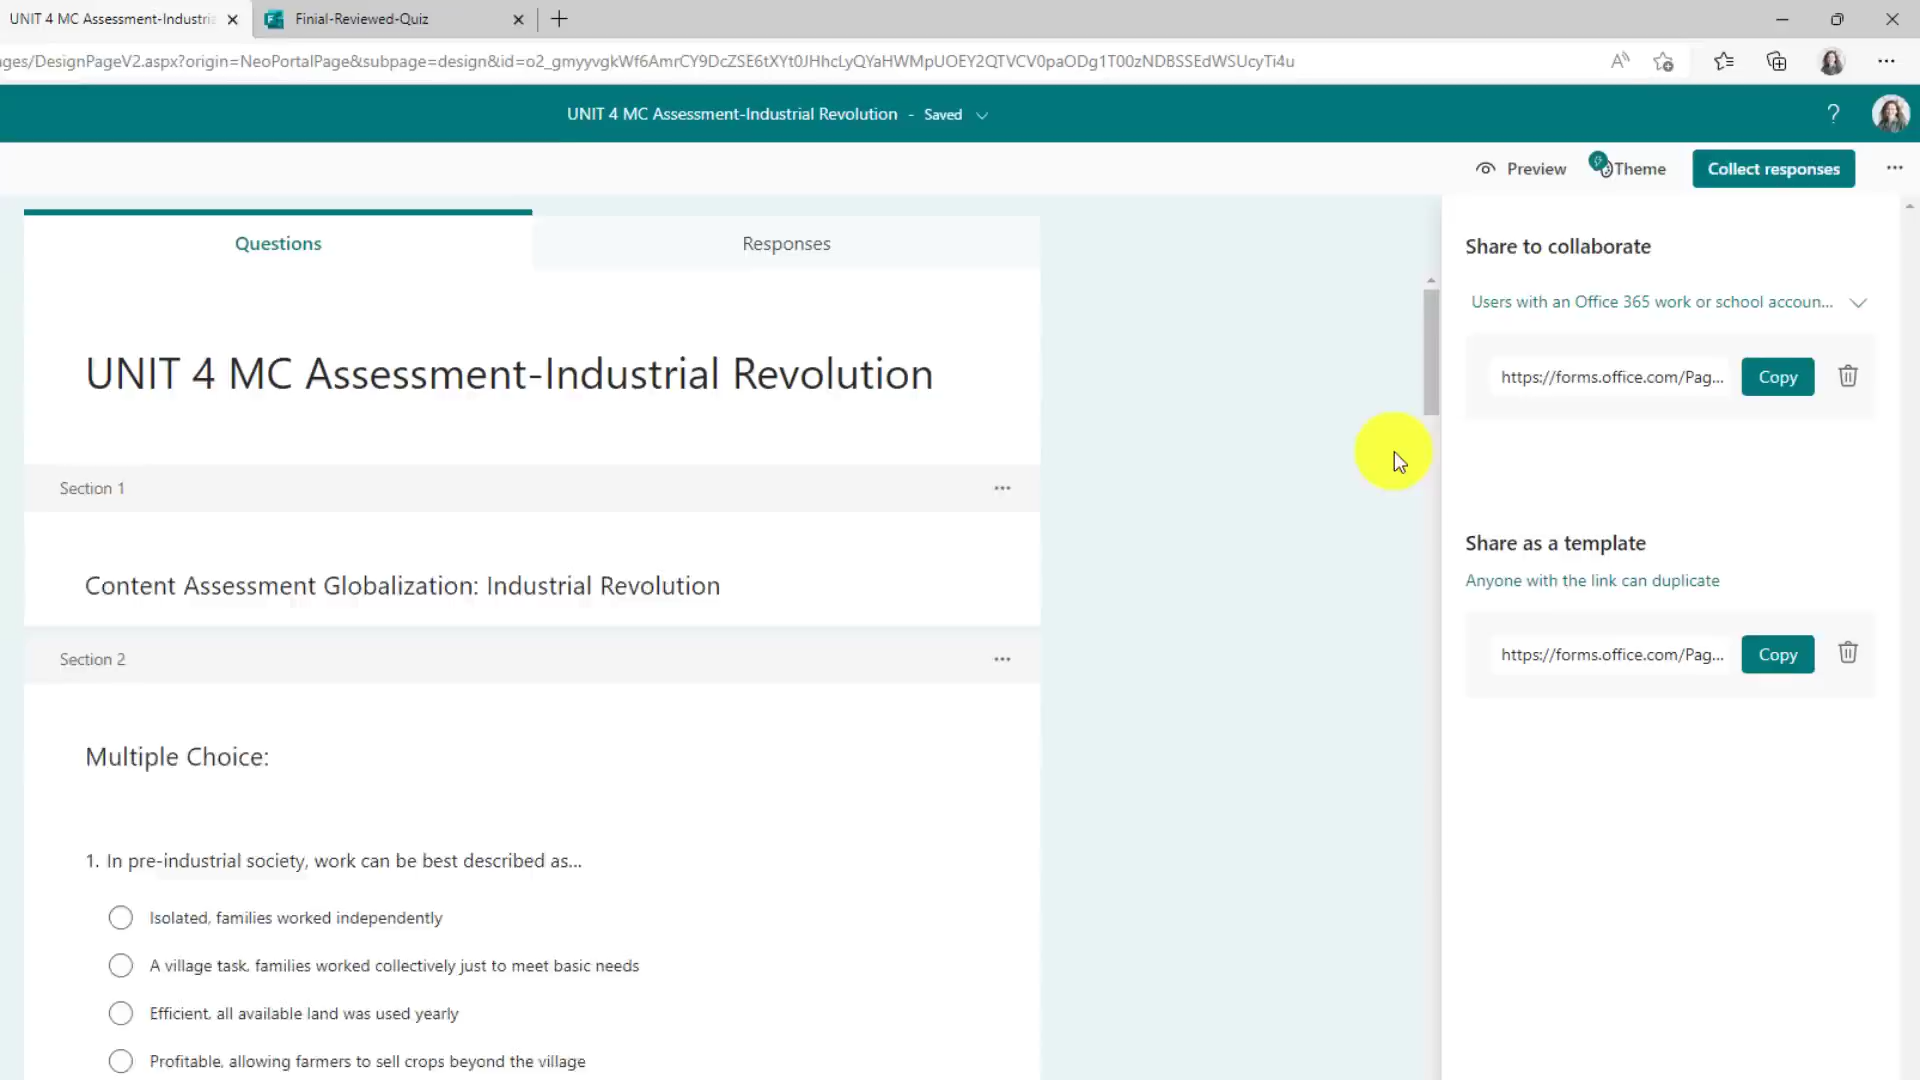 UNIT 4 MC Assessment-Industria
Finial-Reviewed-Quiz
ges/DesignPageV2.aspx?origin=NeoPortalPage&subpage=design&id=o2_gmyyvgkWf6AmrCY9DcZSE6tXYt0JHhcLyQYaHWMpUOEY2QTVCV0paODg1T00zNDBSSEdWSUcyTi4u
UNIT 4 MC Assessment-Industrial Revolution - Saved
?
Preview
Theme
Collect responses
Questions
Responses
UNIT 4 MC Assessment-Industrial Revolution
Section 1
Content Assessment Globalization: Industrial Revolution
Section 2
Multiple Choice:
1. In pre-industrial society, work can be best described as...
Isolated, families worked independently
A village task, families worked collectively just to meet basic needs
Efficient, all available land was used yearly
Profitable, allowing farmers to sell crops beyond the village
Share to collaborate
Users with an Office 365 work or school accoun...
https://forms.office.com/Pag...
Copy
Share as a template
Anyone with the link can duplicate
https://forms.office.com/Pag...
Copy